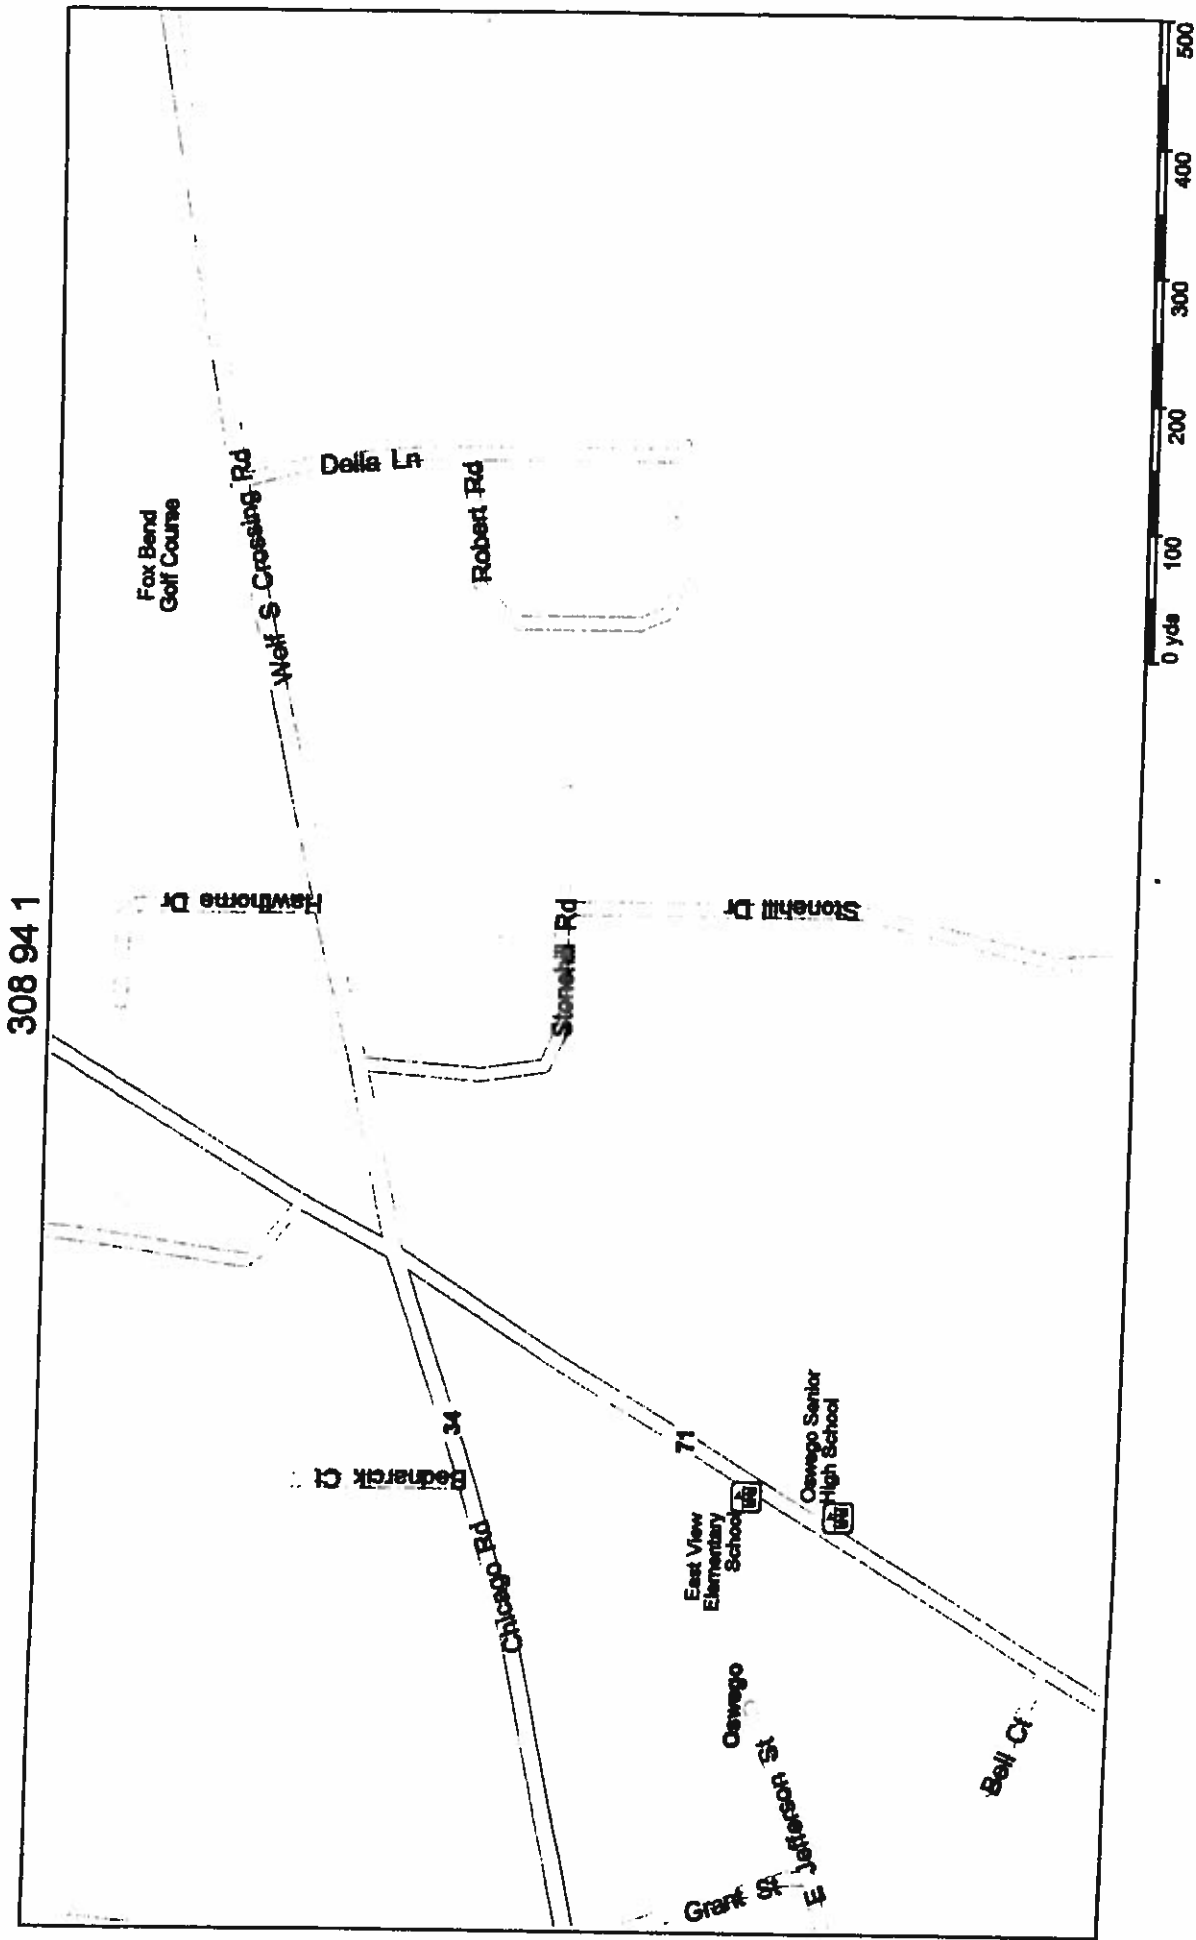 308 94 1
Fox Bend
Golf Course
Wolf S Crossing Rd
Della Ln
Robert Rd
Hawthorne Dr
Stonehill Rd
Stonehill Dr
34
Bednarcik Ct
Chicago Rd
71
East View
Elementary
School
Oswego Senior
High School
Oswego
E Jefferson St
Grant St
Bell Ct
0 yds
100
200
300
400
500